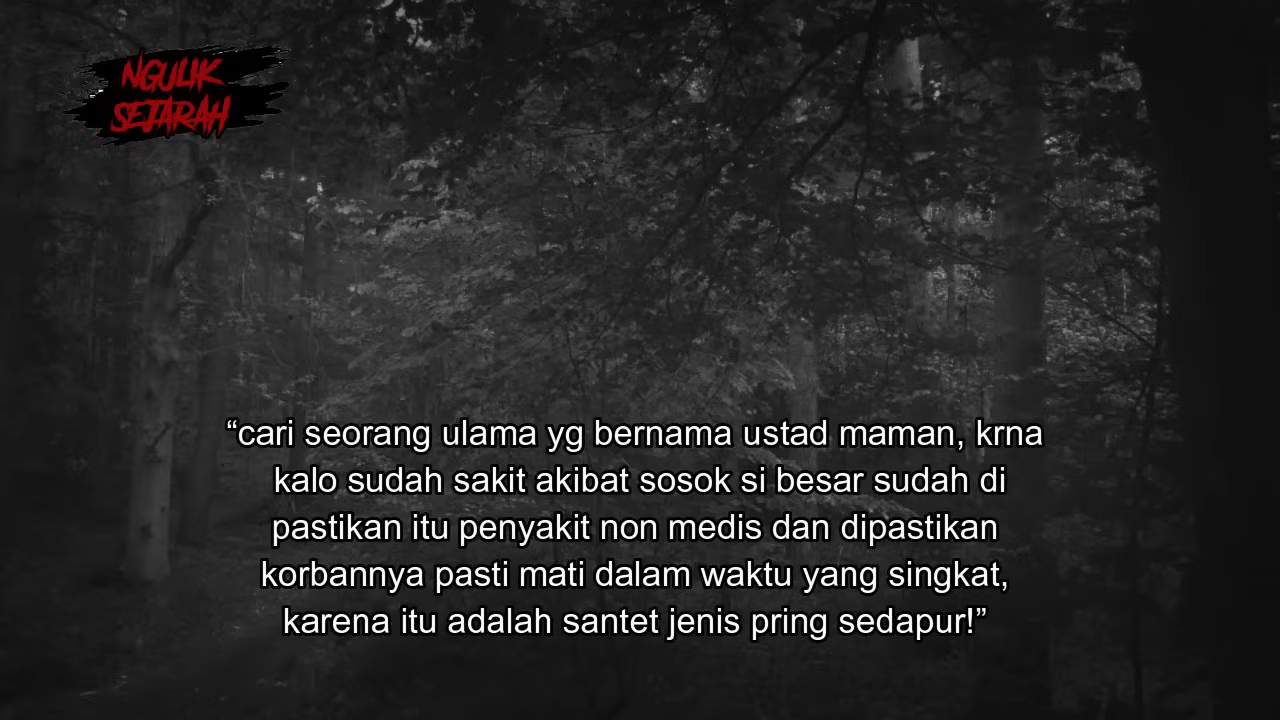 NGULIK
SEJARAH
“cari seorang ulama yg bernama ustad maman, krna
kalo sudah sakit akibat sosok si besar sudah di
pastikan itu penyakit non medis dan dipastikan
korbannya pasti mati dalam waktu yang singkat,
karena itu adalah santet jenis pring sedapur!”